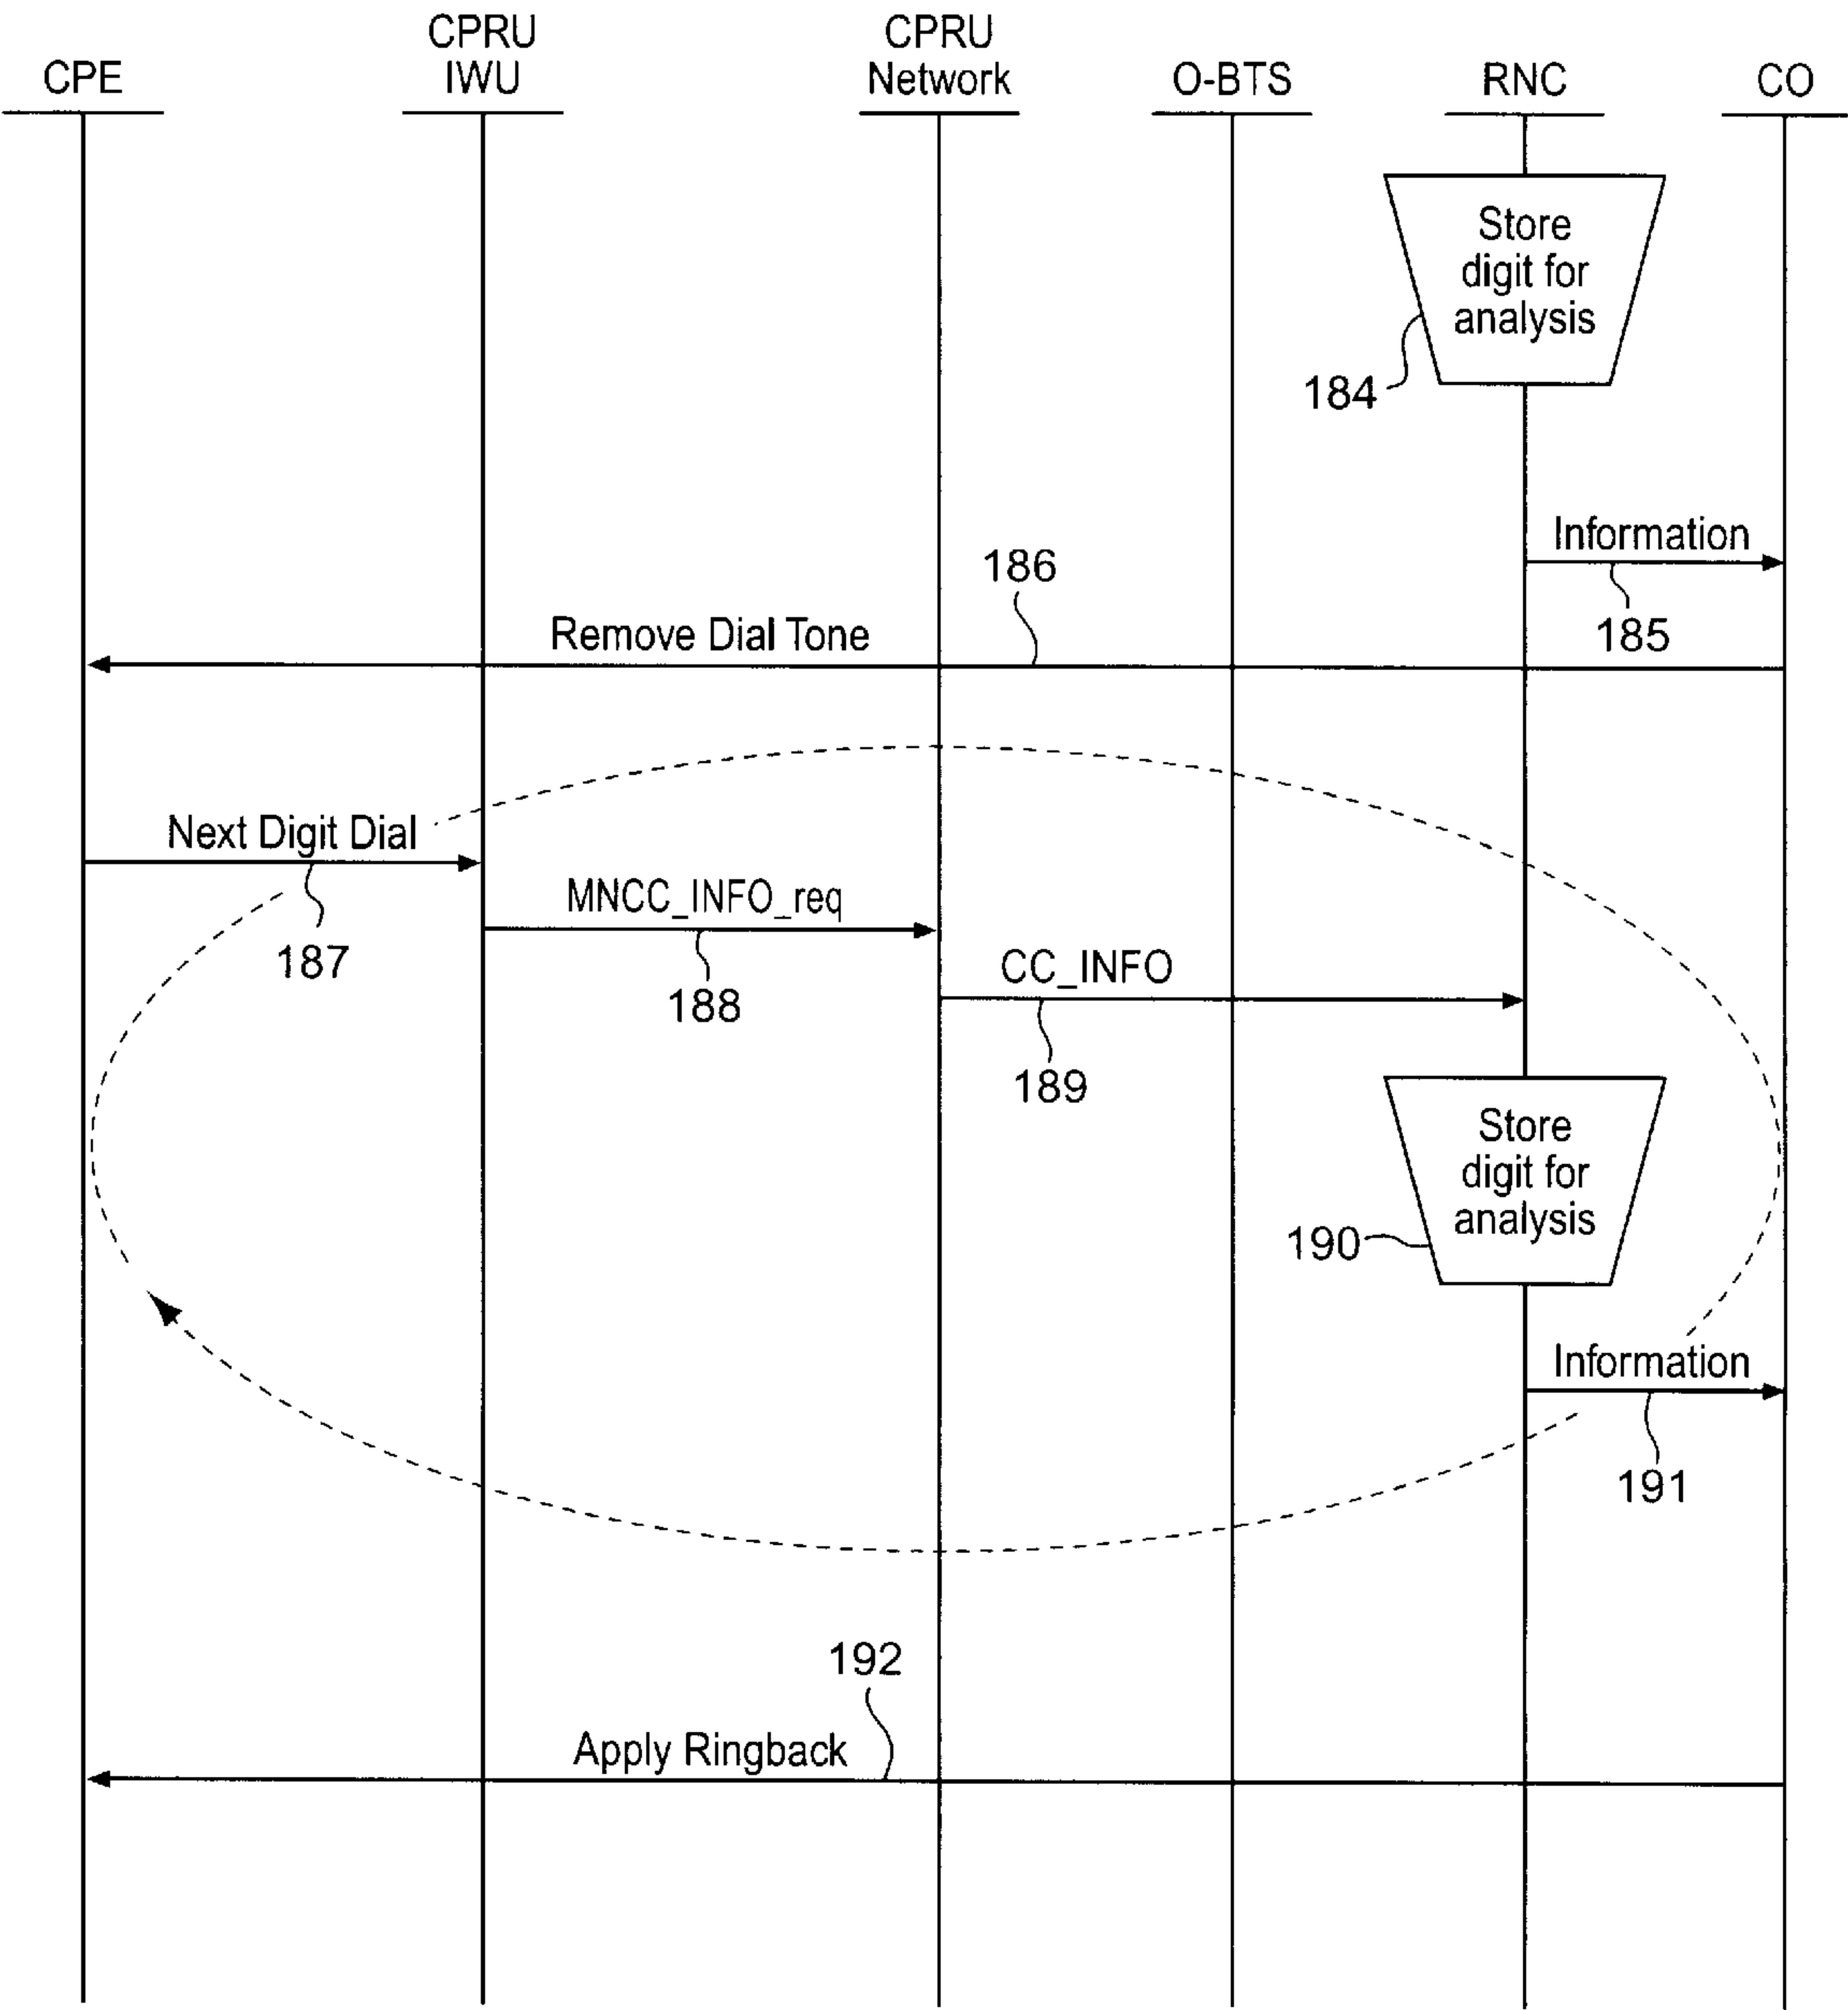 CPE
CPRU
IWU
CPRU
Network
O-BTS
RNC
CO
Store
digit for
analysis
184
Information
185
186
Remove Dial Tone
Next Digit Dial
187
MNCC_INFO_req
188
CC_INFO
189
Store
digit for
analysis
190
Information
191
192
Apply Ringback